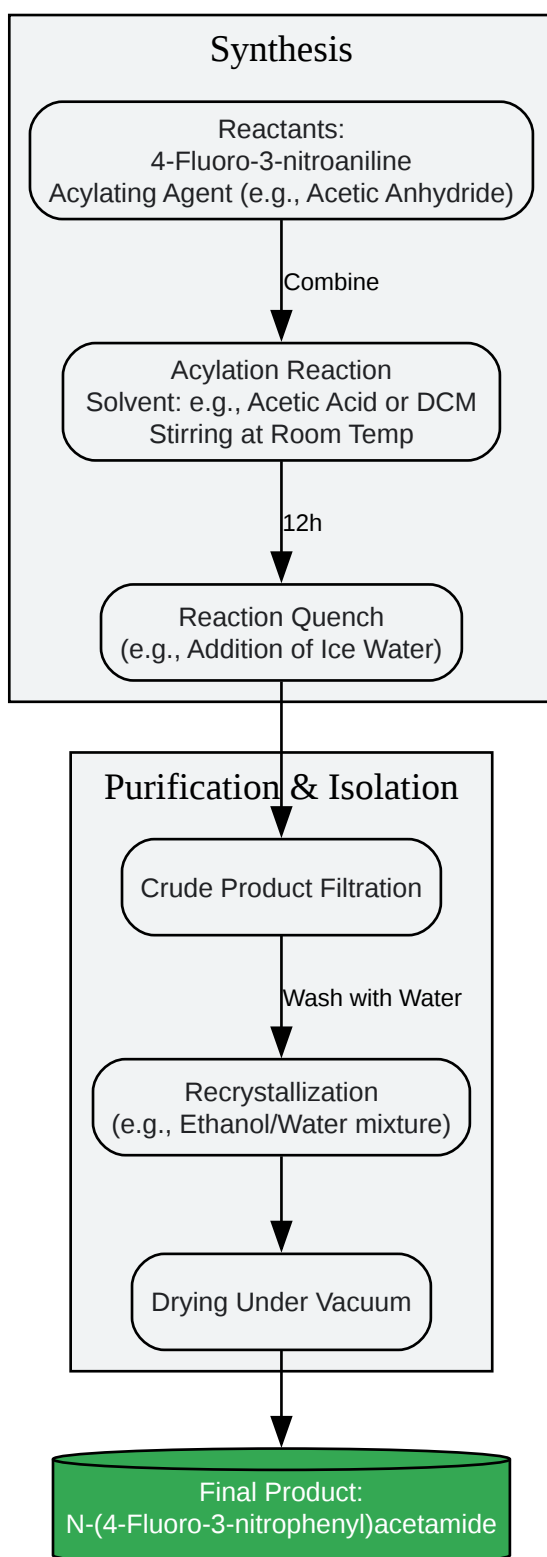 Synthesis
Reactants:
4-Fluoro-3-nitroaniline
Acylating Agent (e.g., Acetic Anhydride)
Combine
Acylation Reaction
Solvent: e.g., Acetic Acid or DCM
Stirring at Room Temp
12h
Reaction Quench
(e.g., Addition of Ice Water)
Purification & Isolation
Crude Product Filtration
Wash with Water
Recrystallization
(e.g., Ethanol/Water mixture)
Drying Under Vacuum
Final Product:
N-(4-Fluoro-3-nitrophenyl)acetamide